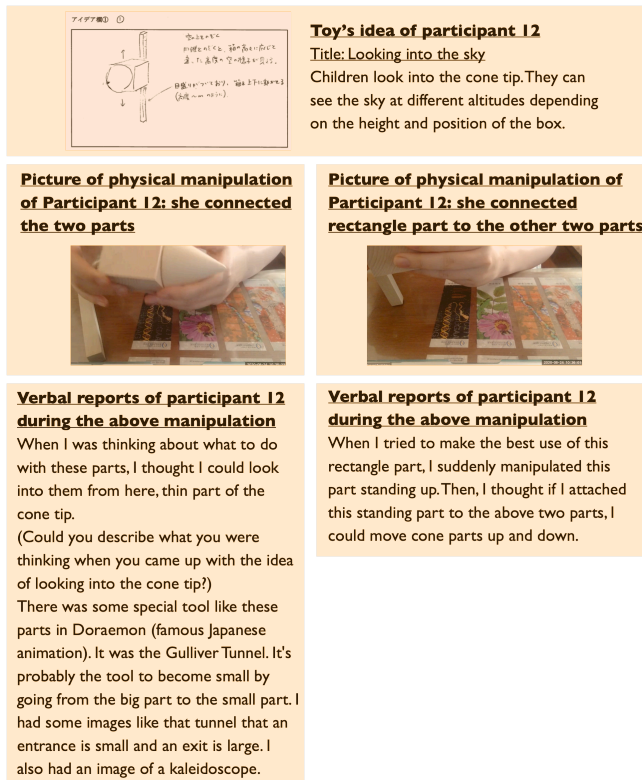 アイデア欄① ①
Toy's idea of participant 12
Title: Looking into the sky
Children look into the cone tip. They can
see the sky at different altitudes depending
on the height and position of the box.
Picture of physical manipulation
of Participant 12: she connected
the two parts
Picture of physical manipulation of
Participant 12: she connected
rectangle part to the other two parts
Verbal reports of participant 12
during the above manipulation
When I was thinking about what to do
with these parts, I thought I could look
into them from here, thin part of the
cone tip.
(Could you describe what you were
thinking when you came up with the idea
of looking into the cone tip?)
There was some special tool like these
parts in Doraemon (famous Japanese
animation). It was the Gulliver Tunnel. It's
probably the tool to become small by
going from the big part to the small part. I
had some images like that tunnel that an
entrance is small and an exit is large. I
also had an image of a kaleidoscope.
Verbal reports of participant 12
during the above manipulation
When I tried to make the best use of this
rectangle part, I suddenly manipulated this
part standing up. Then, I thought if I attached
this standing part to the above two parts, I
could move cone parts up and down.